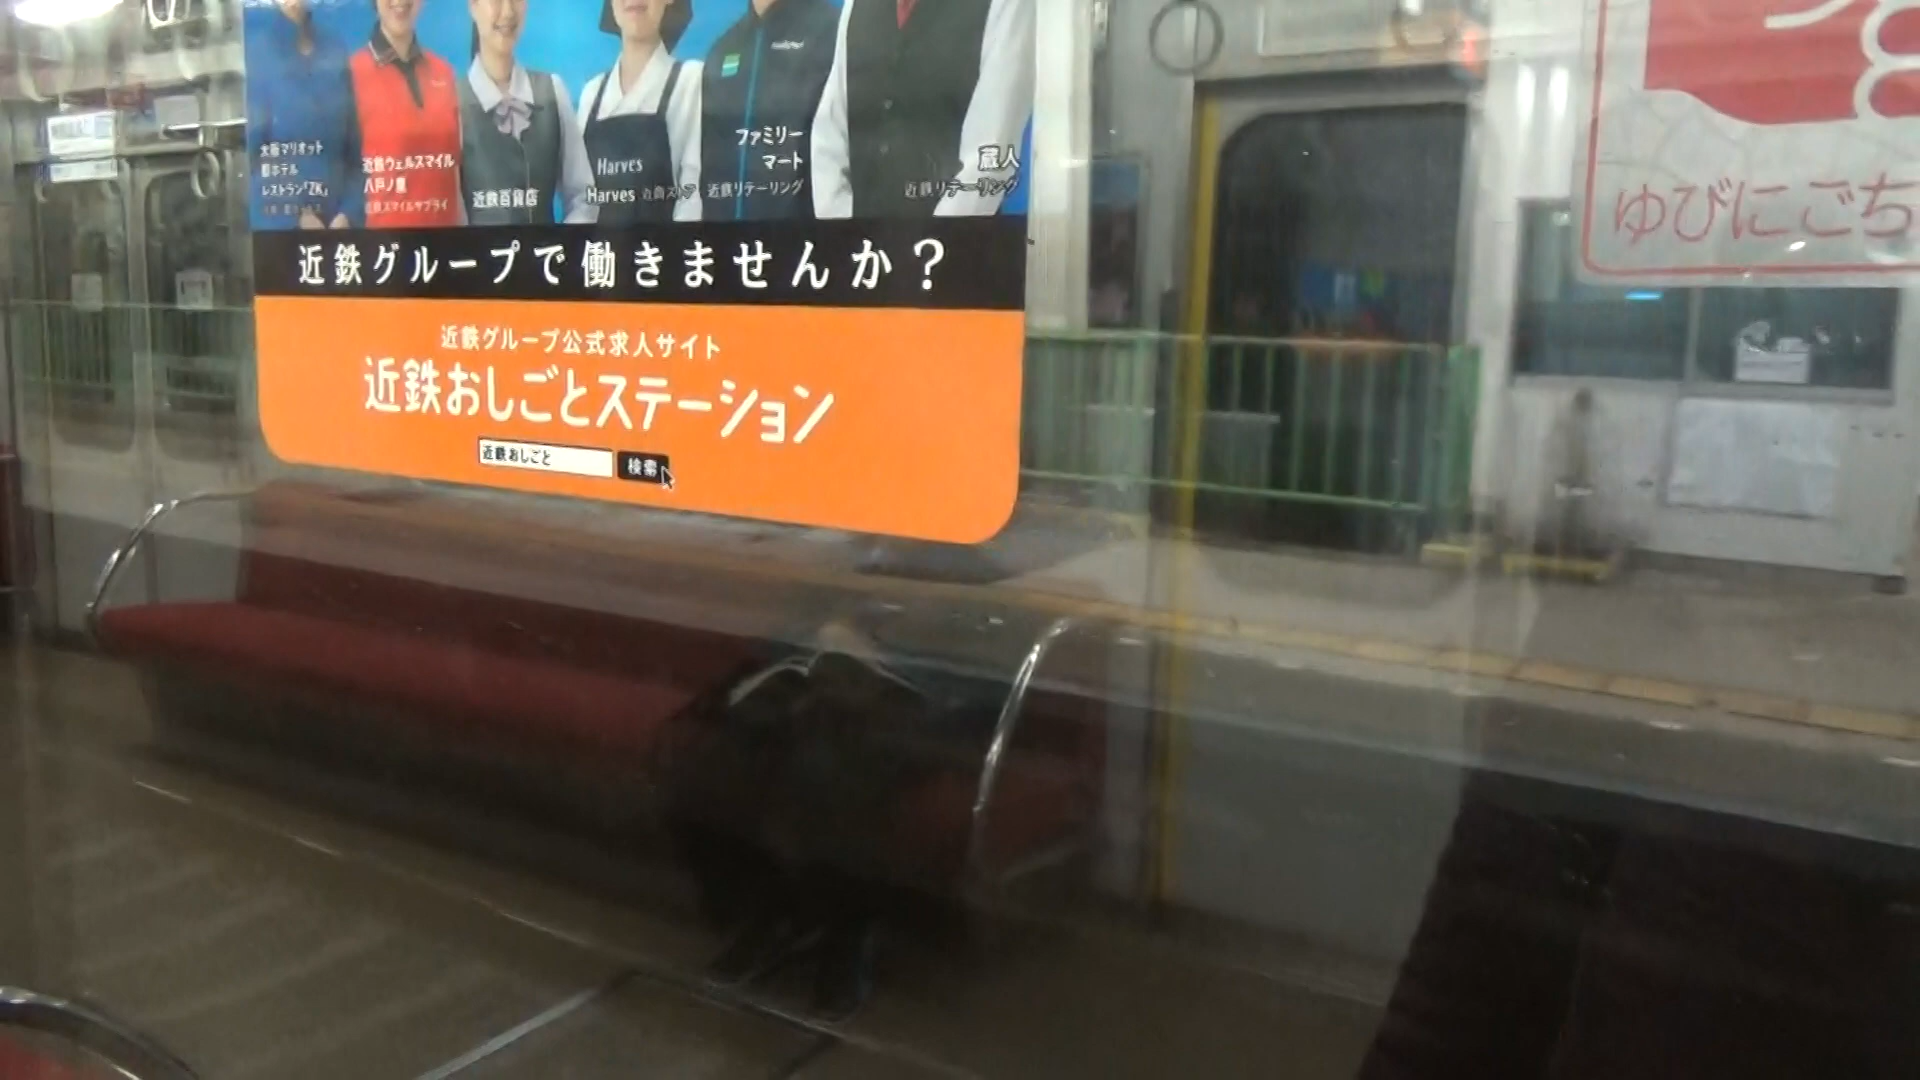 大阪マリオット
都ホテル
レストラン「ZK」
近鉄ウェルスマイル
八戸ノ里
近鉄スマイルサプライ
近鉄百貨店
Harves
Harves 近商ストア
ファミリー
マート
近鉄リテーリング
蔵人
近鉄リテーリング
近鉄グループで働きませんか？
近鉄グループ公式求人サイト
近鉄おしごとステーション
近鉄おしごと 検索
ゆびにごち